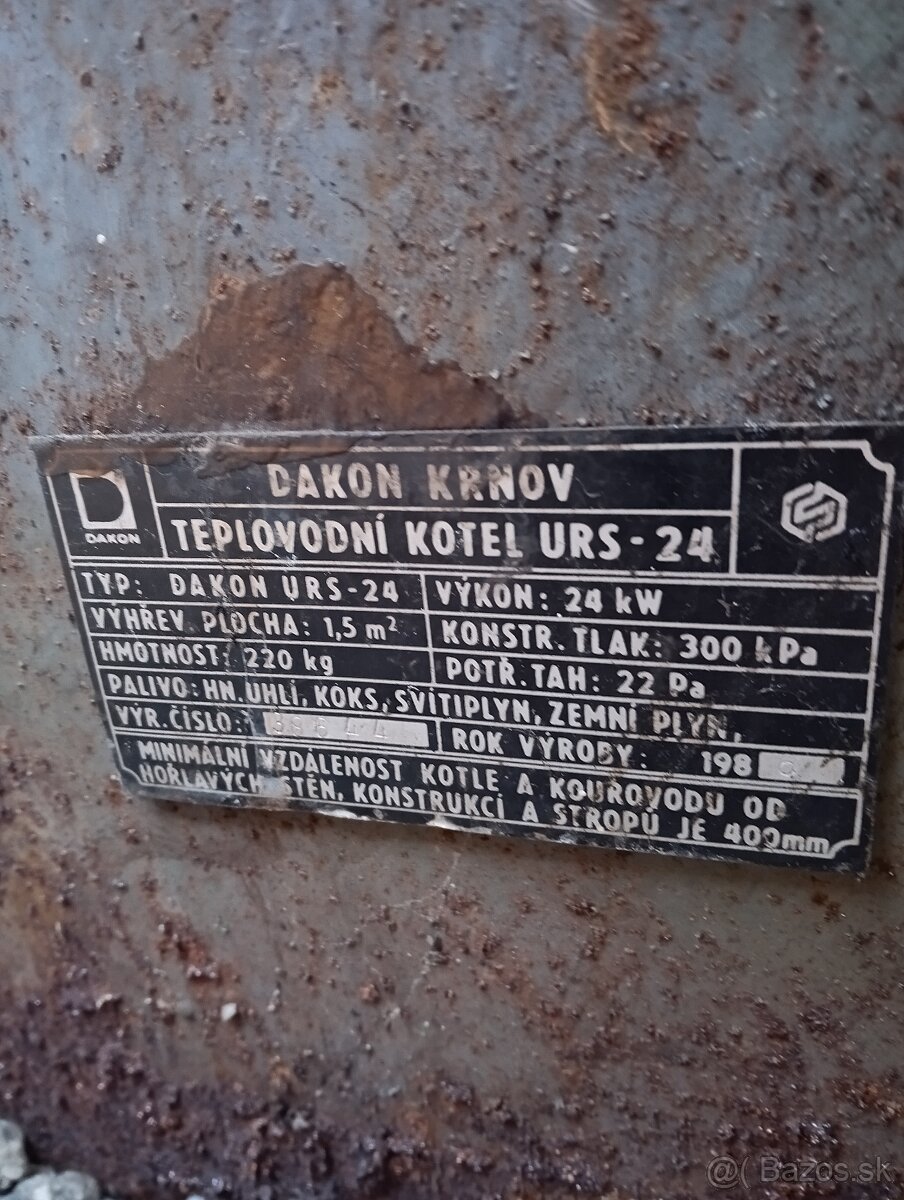 DAKON KRNOV
DAKON
TEPLOVODNÍ KOTEL URS-24
TYP: DAKON URS-24
VÝKON: 24 kW
VÝHŘEV. PLOCHA: 1,5 m²
KONSTR. TLAK: 300 kPa
HMOTNOST: 220 kg
POTŘ. TAH: 22 Pa
PALIVO: HN. UHLÍ, KOKS, SVÍTIPLYN, ZEMNÍ PLYN,
VÝR. ČÍSLO:
ROK VÝROBY: 198
MINIMÁLNÍ VZDÁLENOST KOTLE A KOUŘOVODU OD
HOŘLAVÝCH STĚN, KONSTRUKCÍ A STROPŮ JE 400mm
Bazos.sk